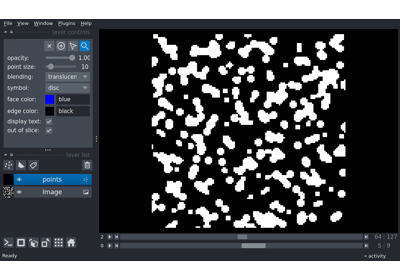 File View Window Plugins Help
layer controls
opacity: 1.00
point size: 10
blending: translucen
symbol: disc
face color: blue
edge color: black
display text:
out of slice:
layer list
points
Image
2 64 127
0 5 9
Ready
activity